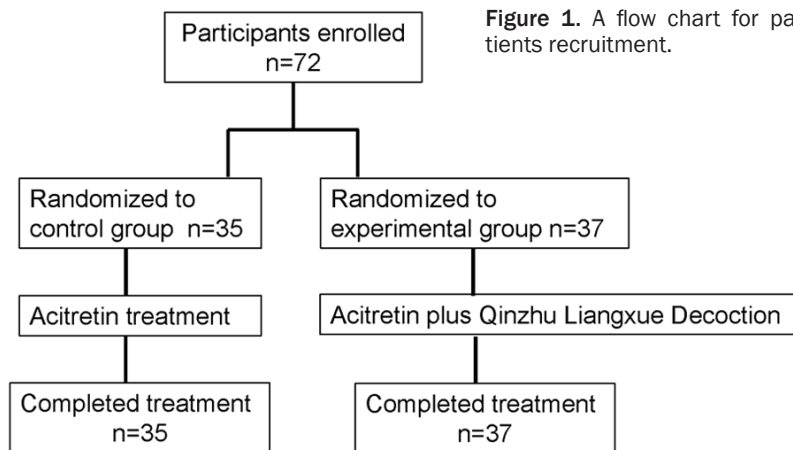 Participants enrolled
n=72
Figure 1. A flow chart for pa-
tients recruitment.
Randomized to
control group n=35
Randomized to
experimental group n=37
Acitretin treatment
Acitretin plus Qinzhu Liangxue Decoction
Completed treatment
n=35
Completed treatment
n=37